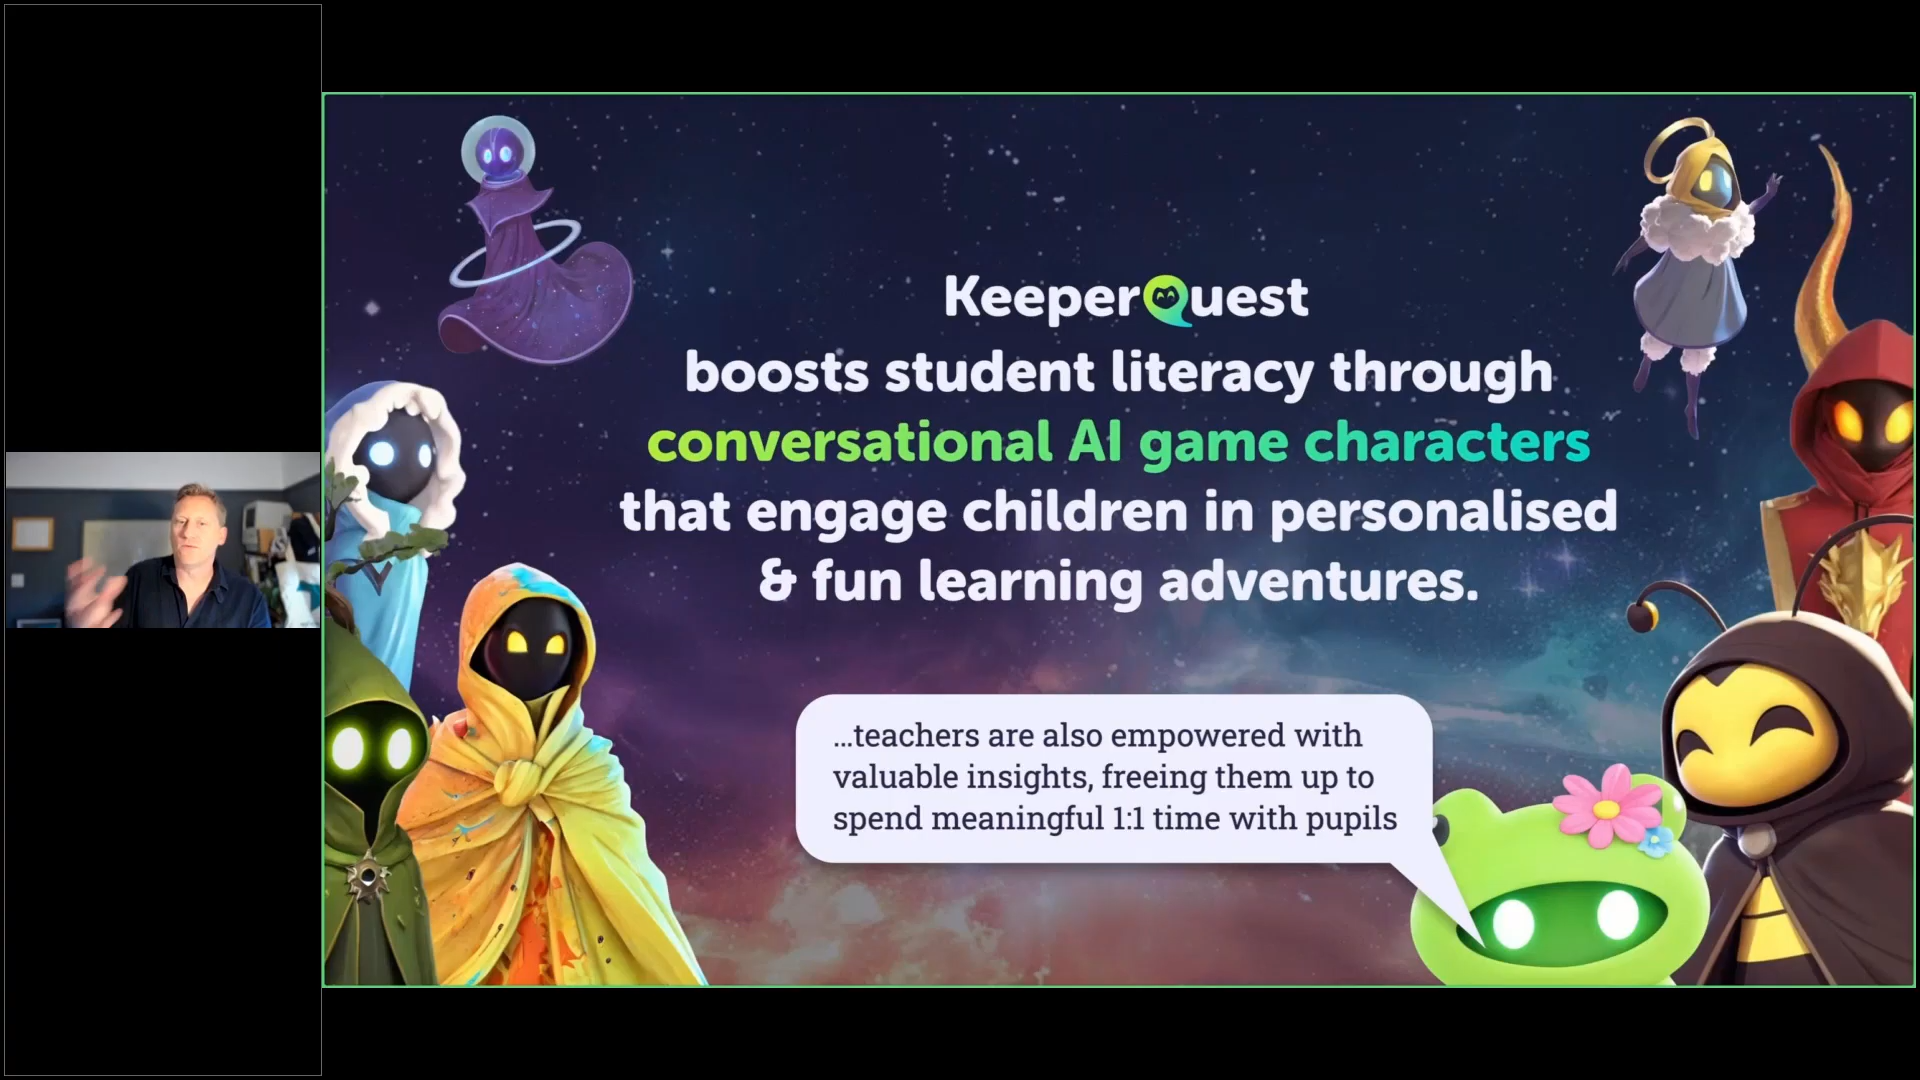 KeeperQuest
boosts student literacy through
conversational AI game characters
that engage children in personalised
& fun learning adventures.
...teachers are also empowered with
valuable insights, freeing them up to
spend meaningful 1:1 time with pupils